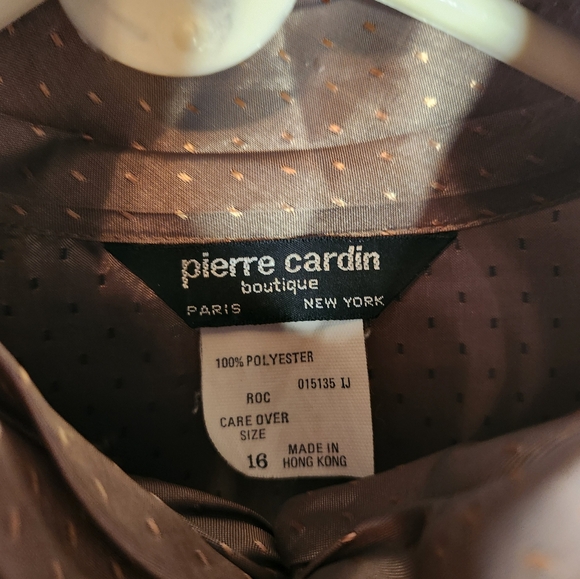 pierre cardin
boutique
PARIS NEW YORK
100% POLYESTER
015135 IJ
ROC
CARE OVER
SIZE
16 MADE IN
HONG KONG